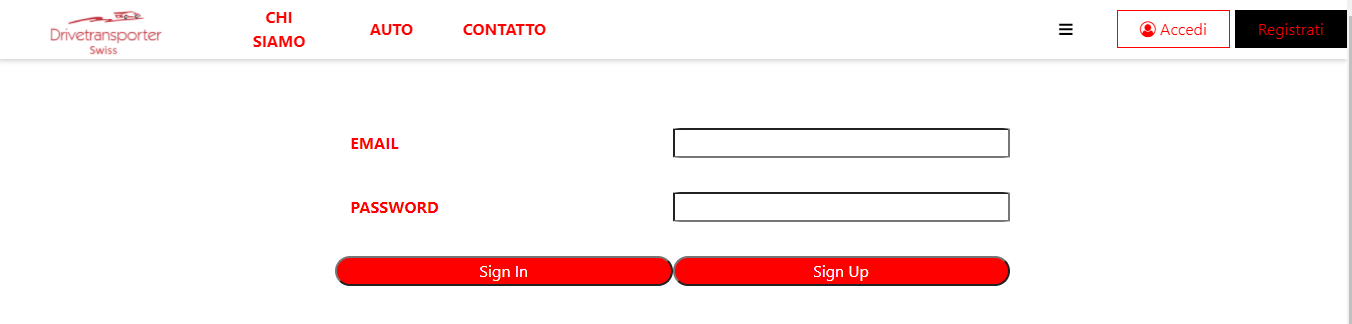 Drivetransporter
Swiss
CHI
SIAMO
AUTO
CONTATTO
Accedi
Registrati
EMAIL
PASSWORD
Sign In
Sign Up